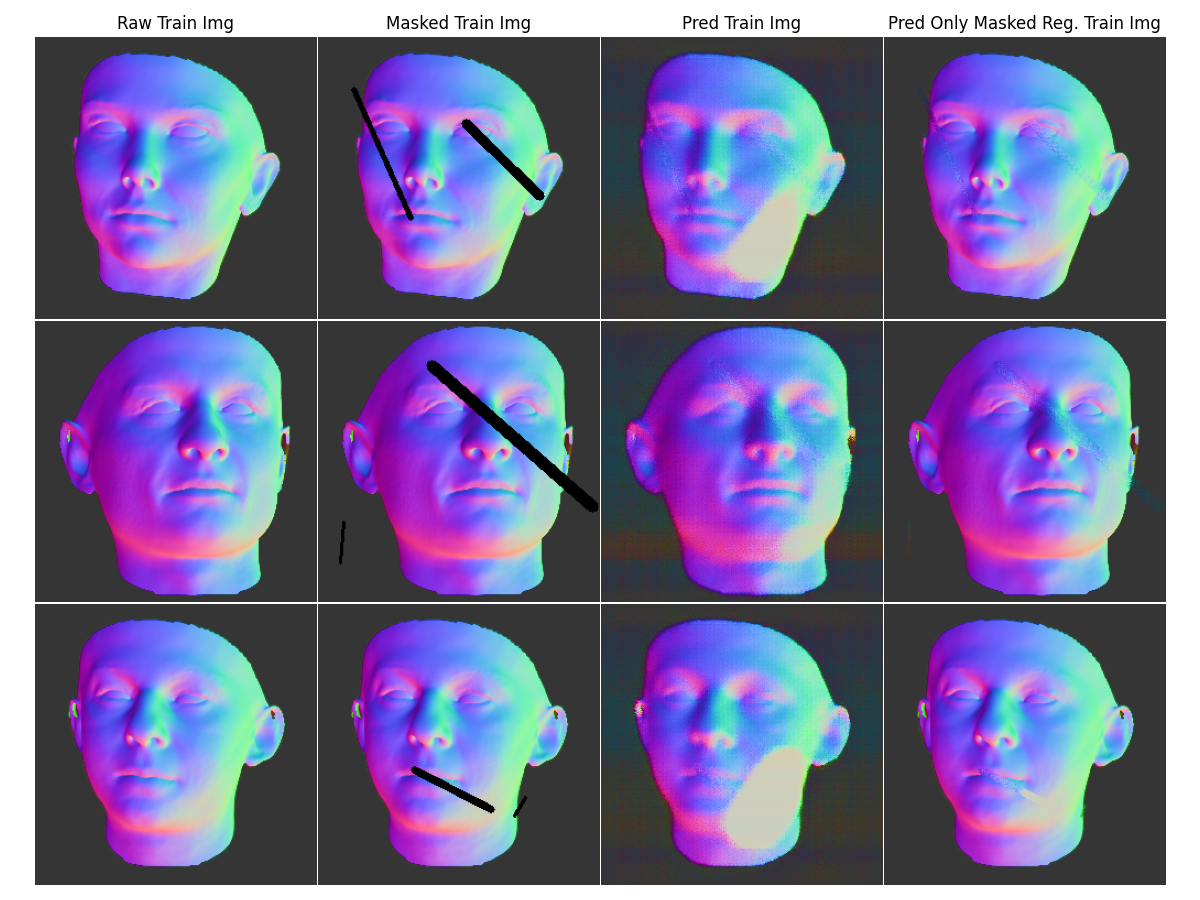 Raw Train Img
Masked Train Img
Pred Train Img
Pred Only Masked Reg. Train Img